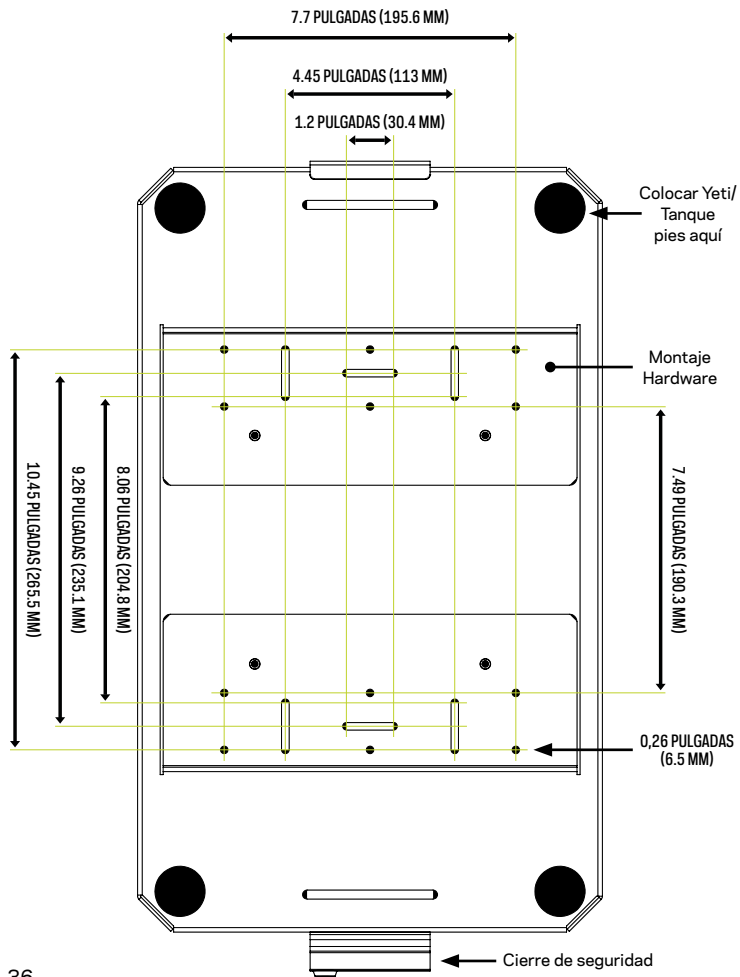 7.7 PULGADAS (195.6 MM)
4.45 PULGADAS (113 MM)
1.2 PULGADAS (30.4 MM)
Colocar Yeti/
Tanque
pies aquí
Montaje
Hardware
10.45 PULGADAS (265.5 MM)
9.26 PULGADAS (235.1 MM)
8.06 PULGADAS (204.8 MM)
7.49 PULGADAS (190.3 MM)
0,26 PULGADAS
(6.5 MM)
Cierre de seguridad
36